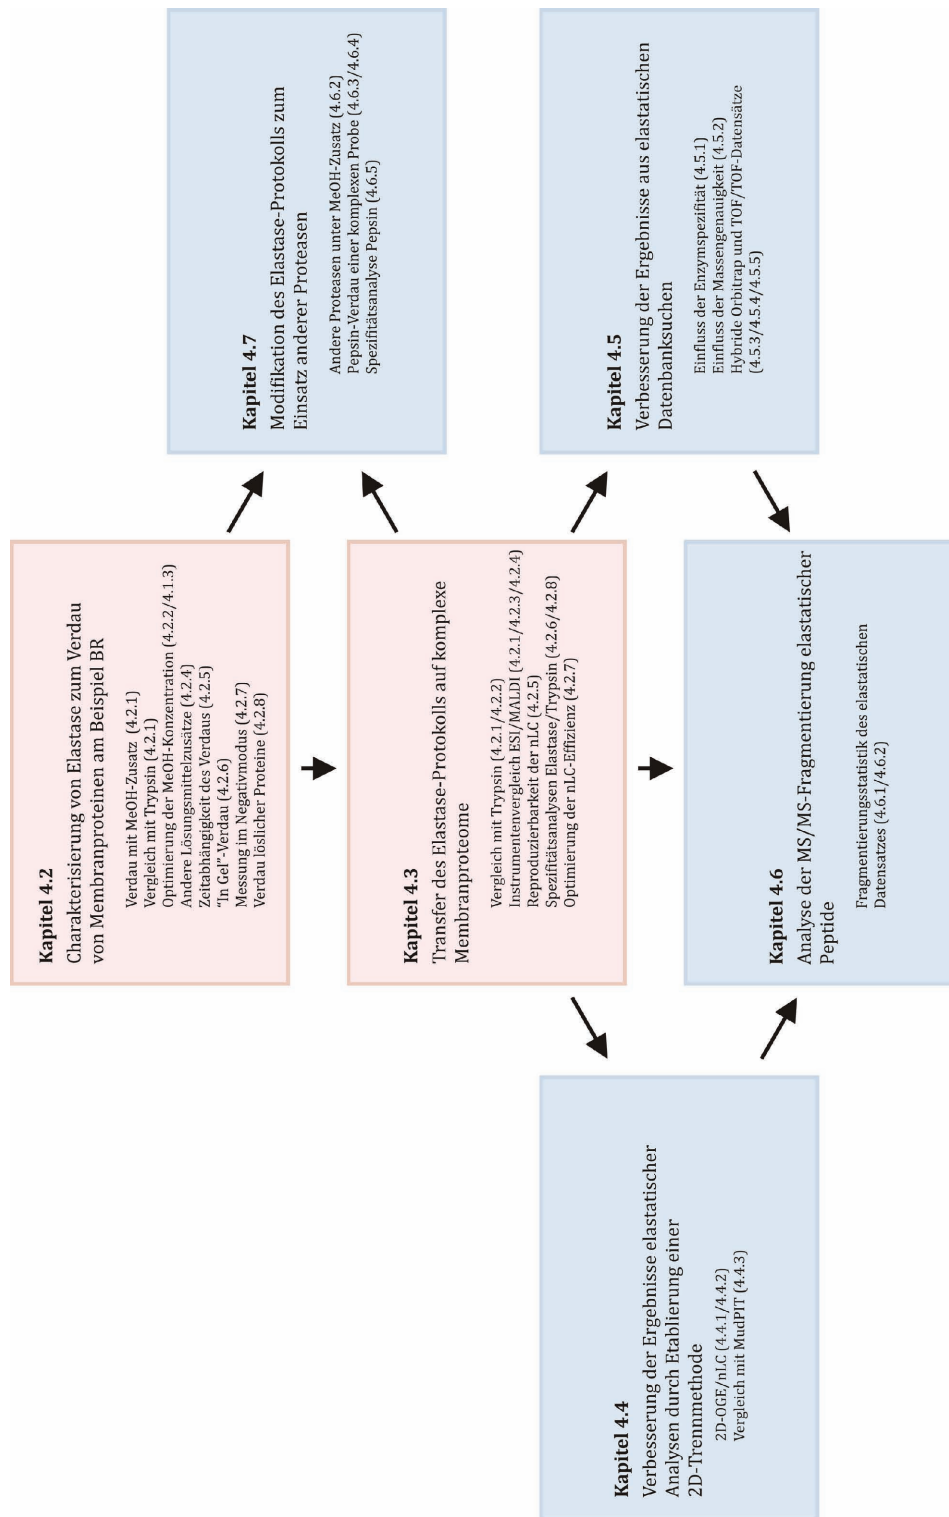 Kapitel 4.2
Charakterisierung von Elastase zum Verdau
von Membranproteinen am Beispiel BR
Verdau mit MeOH-Zusatz (4.2.1)
Vergleich mit Trypsin (4.2.1)
Optimierung der MeOH-Konzentration (4.2.2/4.1.3)
Andere Lösungsmittelzusätze (4.2.4)
Zeitabhängigkeit des Verdaus (4.2.5)
"In Gel"-Verdau (4.2.6)
Messung im Negativmodus (4.2.7)
Verdau löslicher Proteine (4.2.8)
Kapitel 4.7
Modifikation des Elastase-Protokolls zum
Einsatz anderer Proteasen
Andere Proteasen unter MeOH-Zusatz (4.6.2)
Pepsin-Verdau einer komplexen Probe (4.6.3/4.6.4)
Spezifitätsanalyse Pepsin (4.6.5)
Kapitel 4.3
Transfer des Elastase-Protokolls auf komplexe
Membranproteome
Vergleich mit Trypsin (4.2.1/4.2.2)
Instrumentenvergleich ESI/MALDI (4.2.1/4.2.3/4.2.4)
Reproduzierbarkeit der nLC (4.2.5)
Spezifitätsanalysen Elastase/Trypsin (4.2.6/4.2.8)
Optimierung der nLC-Effizienz (4.2.7)
Kapitel 4.4
Verbesserung der Ergebnisse elastatischer
Analysen durch Etablierung einer
2D-Trennmethode
2D-OGE/nLC (4.4.1/4.4.2)
Vergleich mit MudPIT (4.4.3)
Kapitel 4.5
Verbesserung der Ergebnisse aus elastatischen
Datenbanksuchen
Einfluss der Enzymspezifität (4.5.1)
Einfluss der Massengenauigkeit (4.5.2)
Hybride Orbitrap und TOF/TOF-Datensätze
(4.5.3/4.5.4/4.5.5)
Kapitel 4.6
Analyse der MS/MS-Fragmentierung elastatischer
Peptide
Fragmentierungsstatistik des elastatischen
Datensatzes (4.6.1/4.6.2)